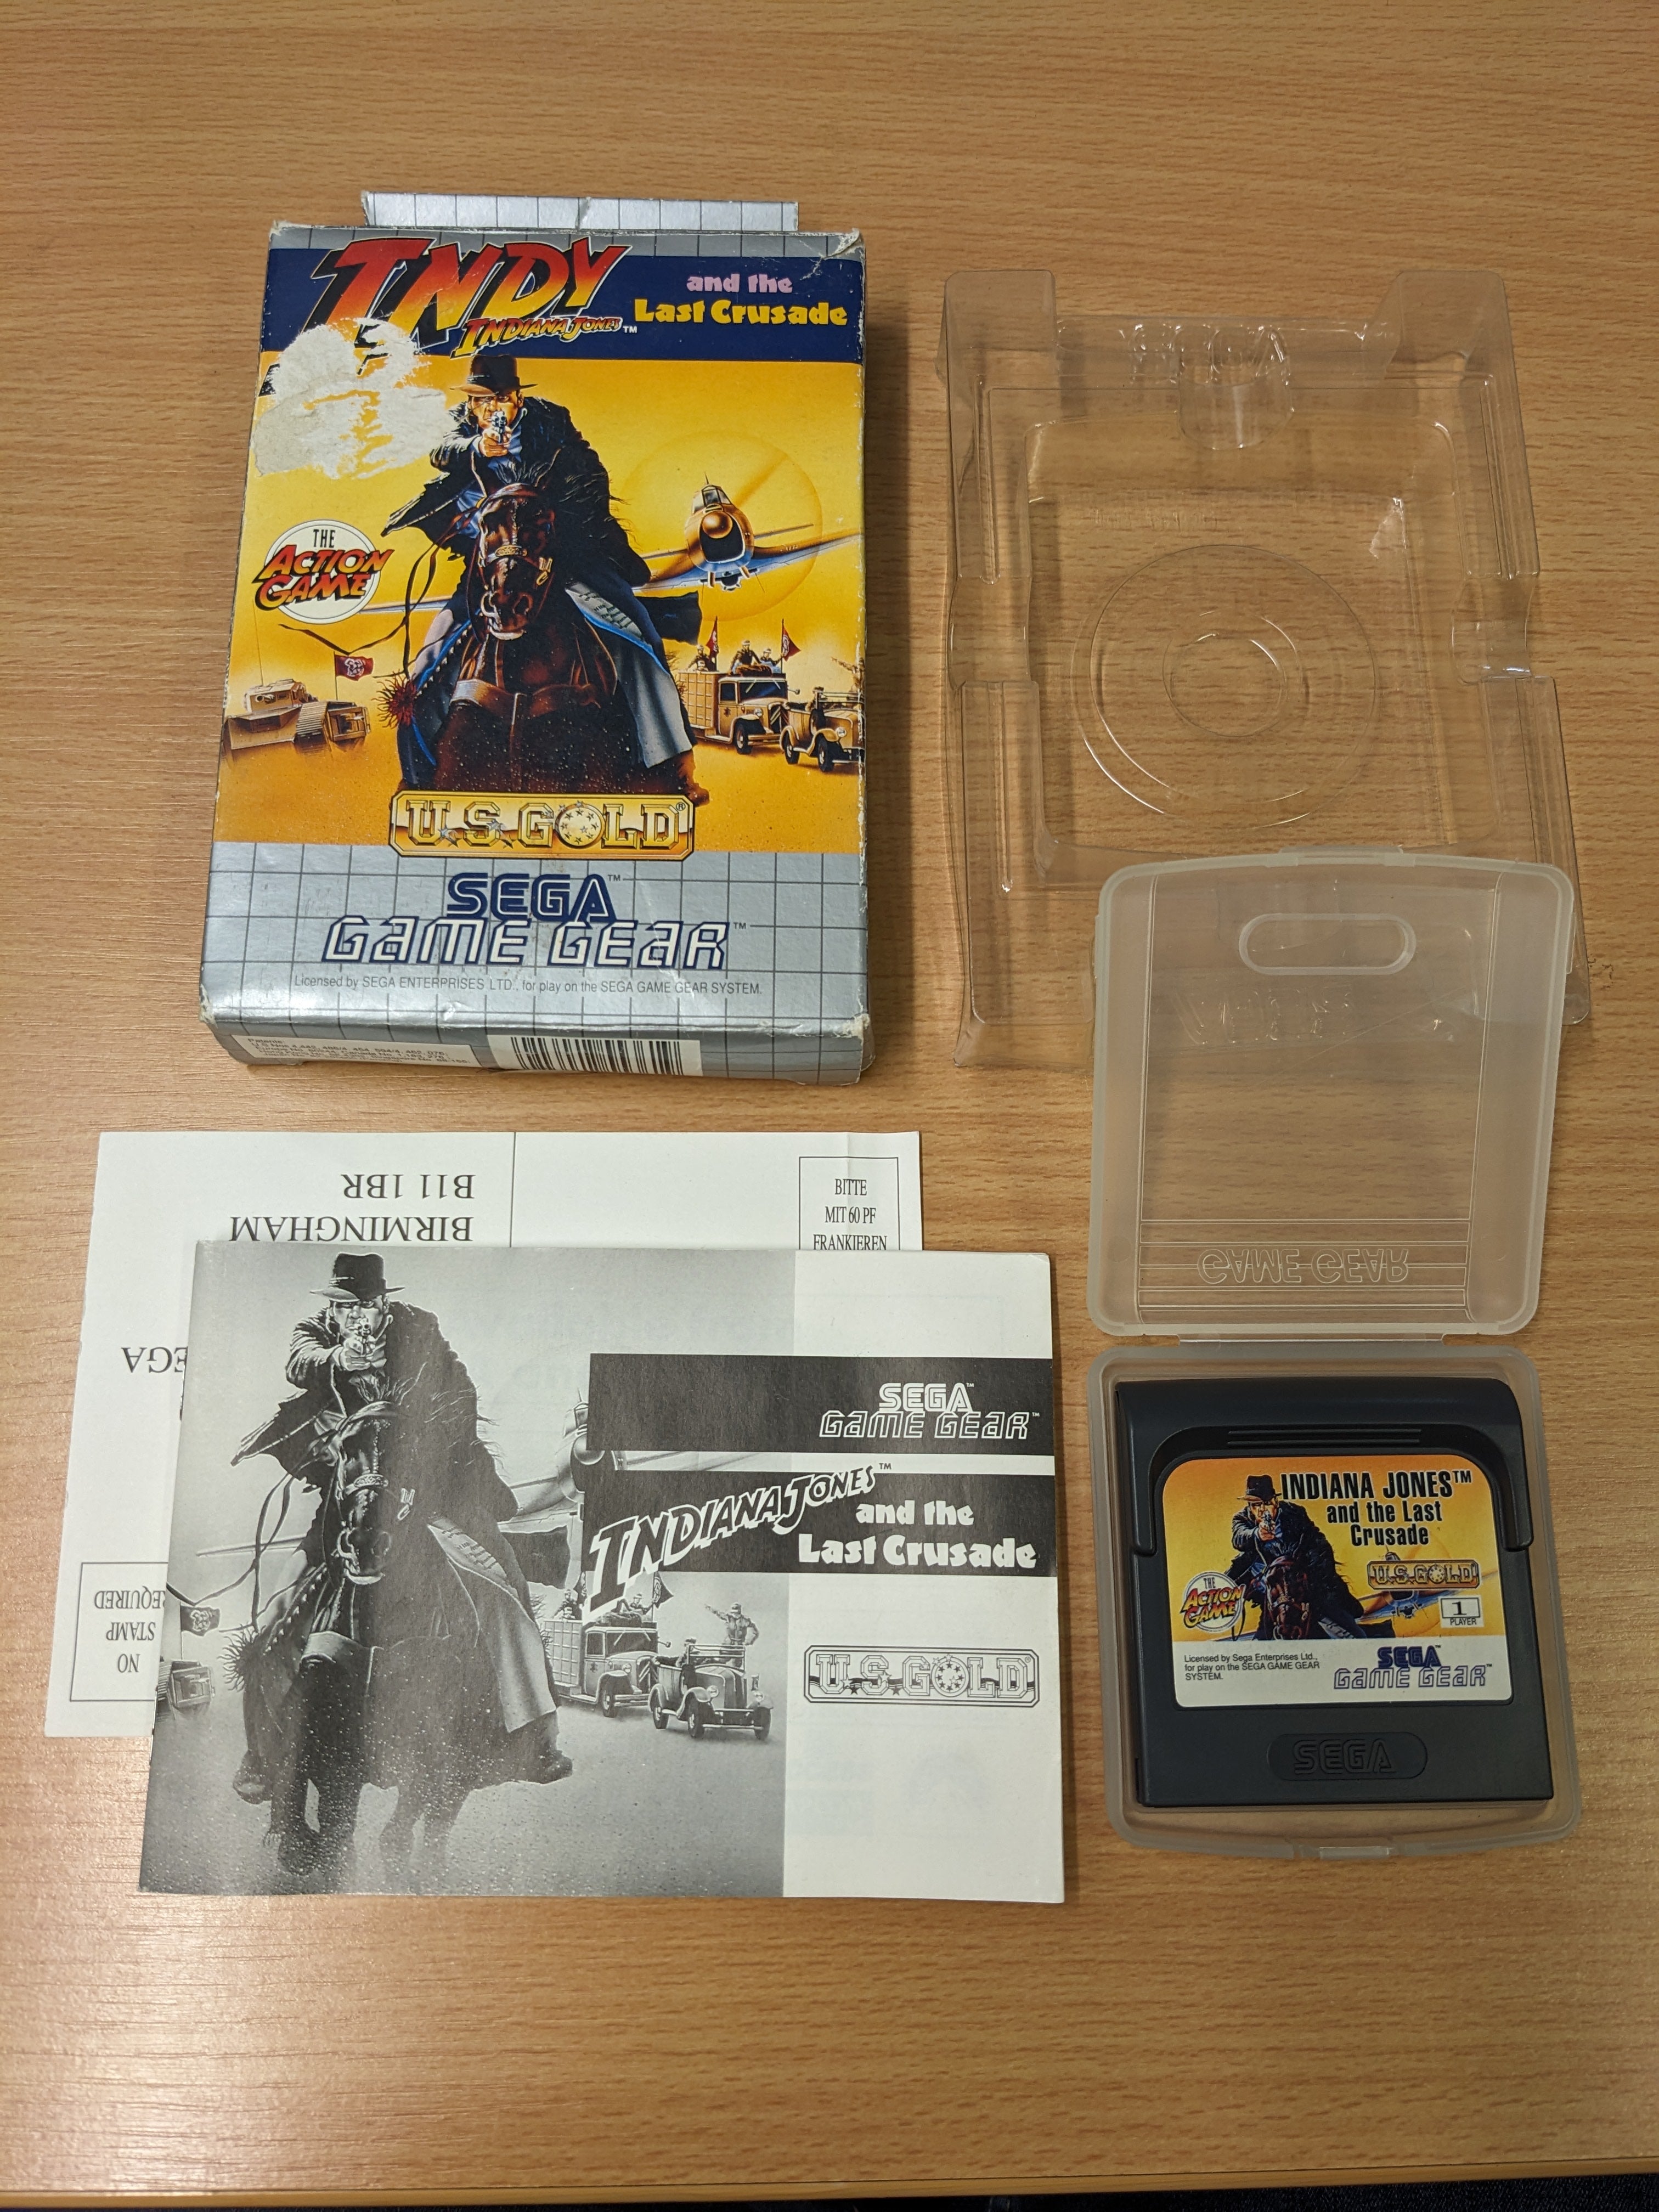 INDY
INDIANA JONES™
and the
Last Crusade
THE
ACTION
GAME
U.S.GOLD®
SEGA™
GAME GEAR™
Licensed by SEGA ENTERPRISES LTD., for play on the SEGA GAME GEAR SYSTEM.
Patents:
BIRMINGHAM
B11 1BR
BITTE
MIT 60 PF
FRANKIEREN
EGA
NO
STAMP
REQUIRED
SEGA™
GAME GEAR™
INDIANA JONES™
and the
Last Crusade
U.S.GOLD®
GAME GEAR
INDIANA JONES™
and the Last
Crusade
U.S.GOLD
THE
ACTION
GAME
1
PLAYER
Licensed by Sega Enterprises Ltd.,
for play on the SEGA GAME GEAR
SYSTEM.
SEGA™
GAME GEAR™
SEGA